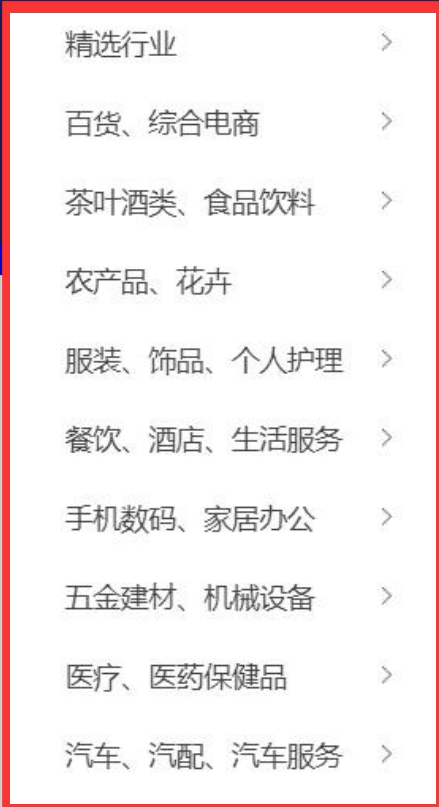 精选行业
百货、综合电商
茶叶酒类、食品饮料
农产品、花卉
服装、饰品、个人护理
餐饮、酒店、生活服务
手机数码、家居办公
五金建材、机械设备
医疗、医药保健品
汽车、汽配、汽车服务